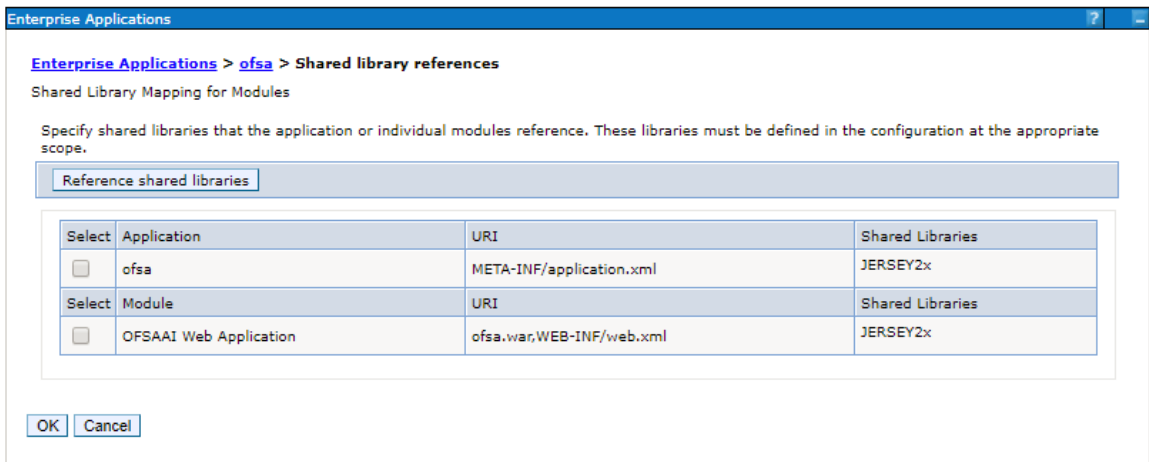 Enterprise Applications ? –
Enterprise Applications > ofsa > Shared library references
Shared Library Mapping for Modules
Specify shared libraries that the application or individual modules reference. These libraries must be defined in the configuration at the appropriate
scope.
Reference shared libraries
Select Application URI Shared Libraries
ofsa META-INF/application.xml JERSEY2x
Select Module URI Shared Libraries
OFSAAI Web Application ofsa.war,WEB-INF/web.xml JERSEY2x
OK Cancel